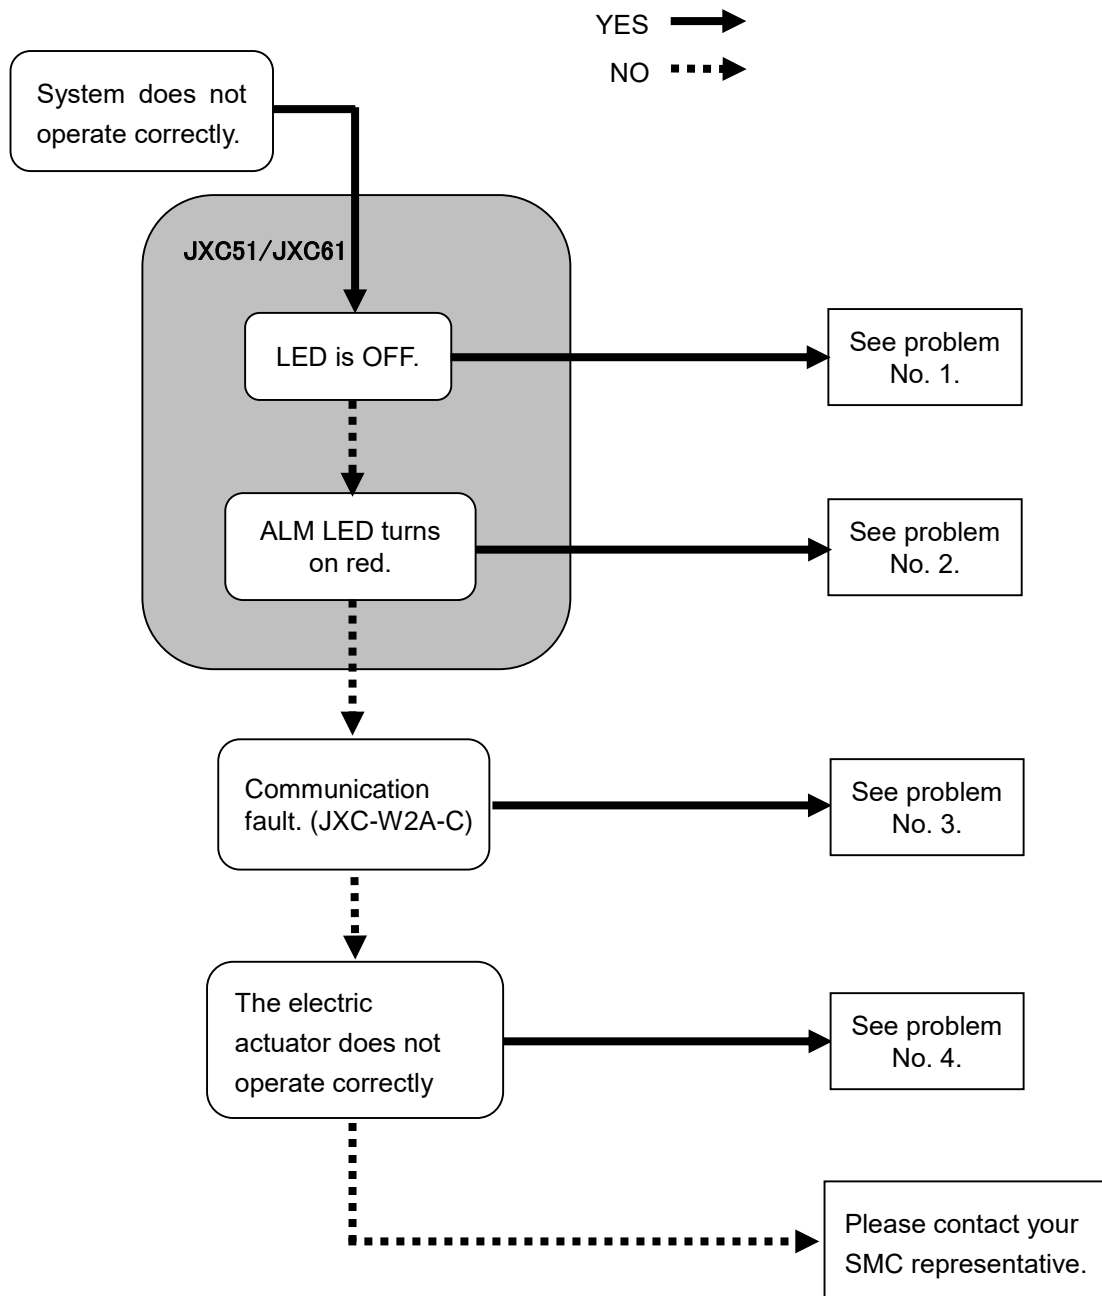 YES
NO
System does not
operate correctly.
JXC51/JXC61
LED is OFF.
See problem
No. 1.
ALM LED turns
on red.
See problem
No. 2.
Communication
fault. (JXC-W2A-C)
See problem
No. 3.
The electric
actuator does not
operate correctly
See problem
No. 4.
Please contact your
SMC representative.